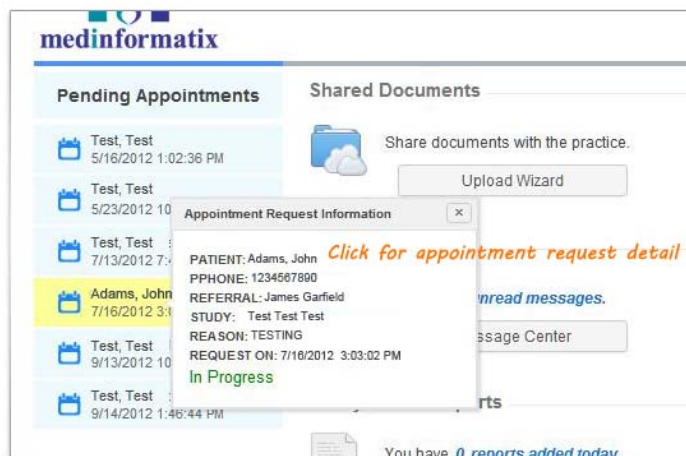 medinformatix
Pending Appointments
Test, Test
5/16/2012 1:02:36 PM
Test, Test
5/23/2012 10
Test, Test
7/13/2012 7:
Adams, John
7/16/2012 3:
Test, Test
9/13/2012 10
Test, Test
9/14/2012 1:46:44 PM
Shared Documents
Share documents with the practice.
Upload Wizard
Appointment Request Information
PATIENT: Adams, John
PPHONE: 1234567890
REFERRAL: James Garfield
STUDY: Test Test Test
REASON: TESTING
REQUEST ON: 7/16/2012 3:03:02 PM
In Progress
Click for appointment request detail
unread messages.
ssage Center
rts
You have 0 reports added today